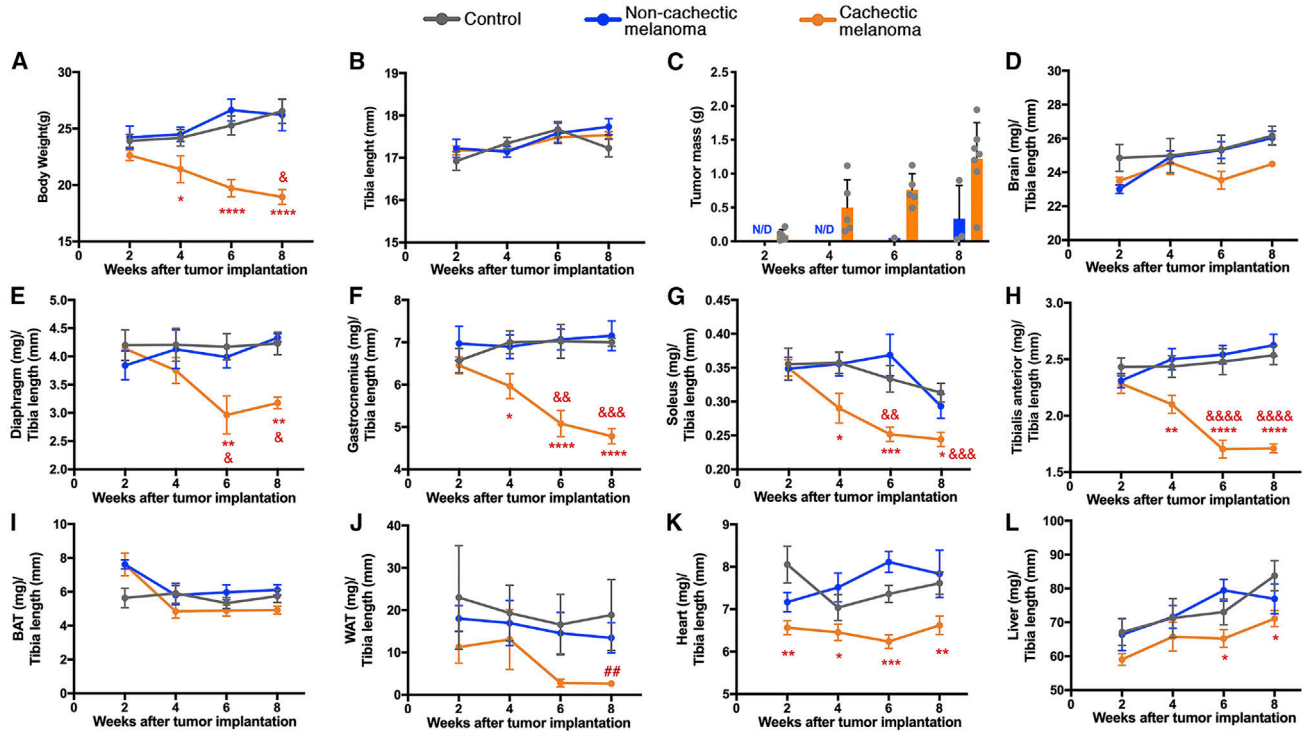 Control
Non-cachectic
melanoma
Cachectic
melanoma
A
Body Weight(g)
30
25
20
15
0 2 4 6 8
Weeks after tumor implantation
*
****
&
****
B
Tibia lenght (mm)
19
18
17
16
15
0 2 4 6 8
Weeks after tumor implantation
C
Tumor mass (g)
2.5
2.0
1.5
1.0
0.5
0.0
N/D
N/D
2 4 6 8
Weeks after tumor implantation
D
Brain (mg)/
Tibia length (mm)
28
26
24
22
20
0 2 4 6 8
Weeks after tumor implantation
E
Diaphragm (mg)/
Tibia length (mm)
5.0
4.5
4.0
3.5
3.0
2.5
2.0
0 2 4 6 8
Weeks after tumor implantation
**
&
**
&
F
Gastrocnemius (mg)/
Tibia length (mm)
8
7
6
5
4
0 2 4 6 8
Weeks after tumor implantation
*
&&
****
&&&
****
G
Soleus (mg)/
Tibia length (mm)
0.45
0.40
0.35
0.30
0.25
0.20
0 2 4 6 8
Weeks after tumor implantation
*
&&
***
* &&&
H
Tibialis anterior (mg)/
Tibia length (mm)
3.0
2.5
2.0
1.5
0 2 4 6 8
Weeks after tumor implantation
**
&&&&
****
&&&&
****
I
BAT (mg)/
Tibia length (mm)
10
8
6
4
2
0
0 2 4 6 8
Weeks after tumor implantation
J
WAT (mg)/
Tibia length (mm)
40
30
20
10
0
0 2 4 6 8
Weeks after tumor implantation
##
K
Heart (mg)/
Tibia length (mm)
9
8
7
6
5
0 2 4 6 8
Weeks after tumor implantation
**
*
***
**
L
Liver (mg)/
Tibia length (mm)
100
90
80
70
60
50
0 2 4 6 8
Weeks after tumor implantation
*
*